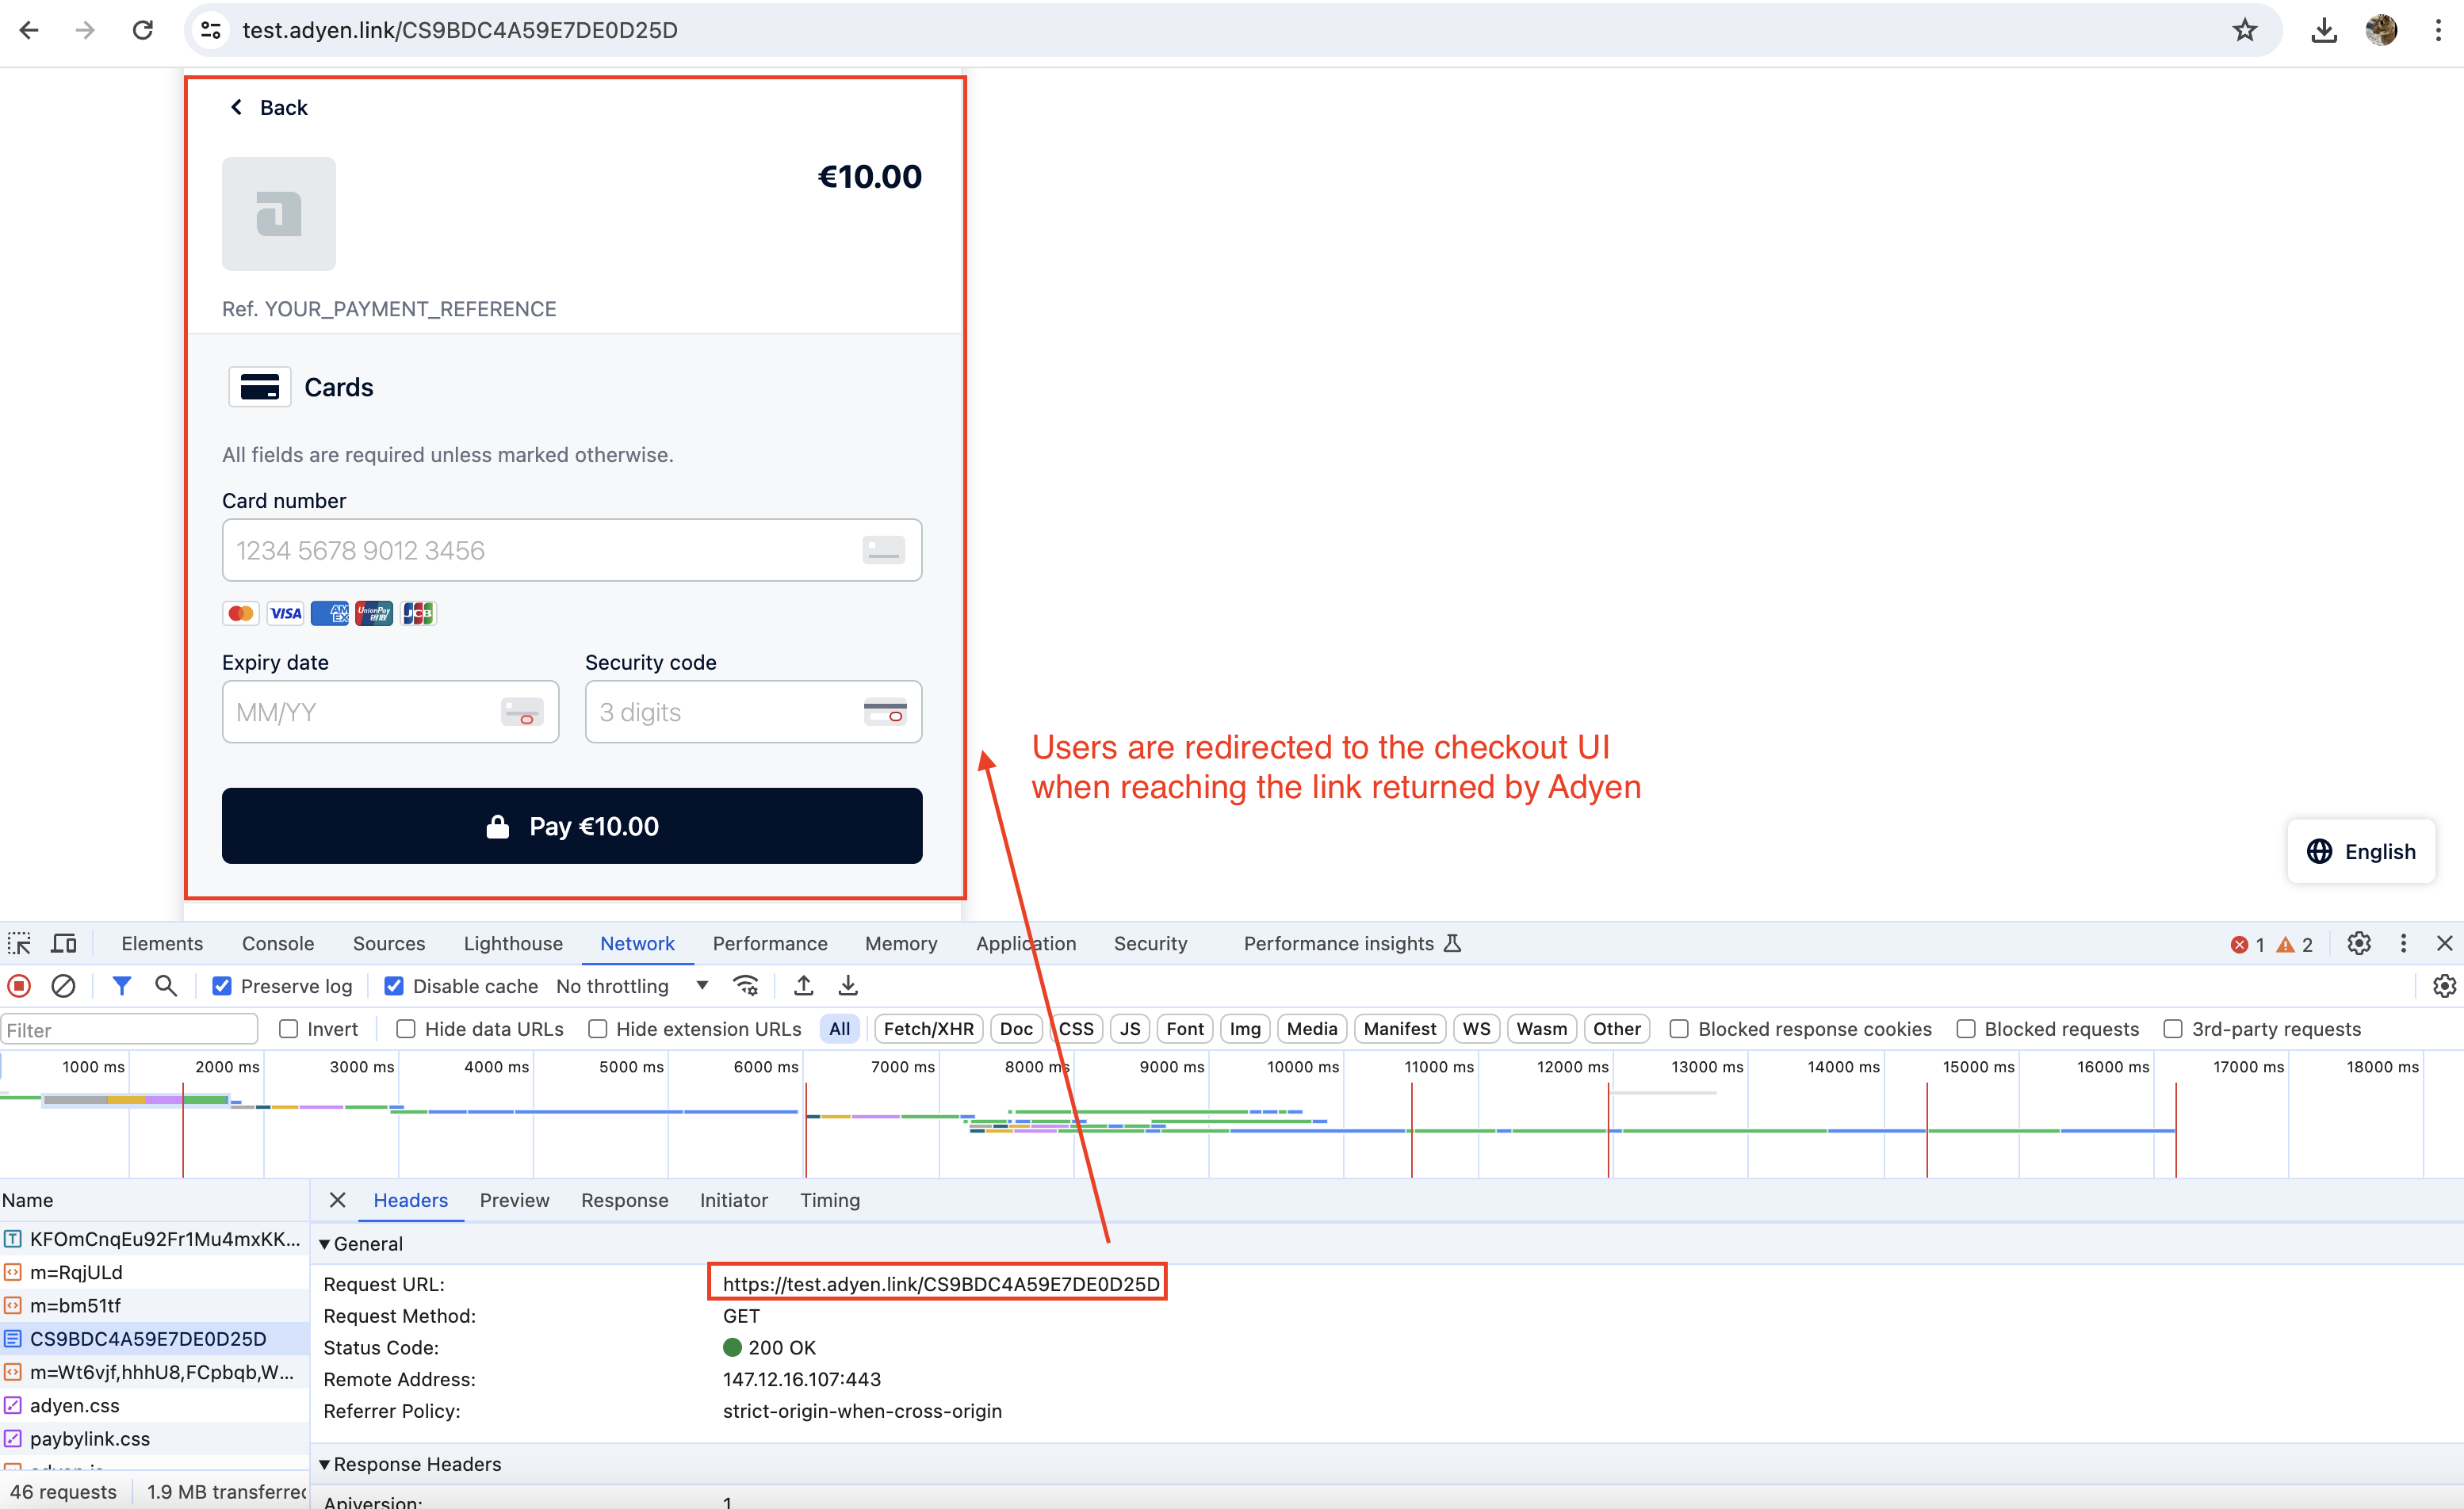 test.adyen.link/CS9BDC4A59E7DE0D25D
Back
€10.00
Ref. YOUR_PAYMENT_REFERENCE
Cards
All fields are required unless marked otherwise.
Card number
1234 5678 9012 3456
VISA AM EX UnionPay 银联 JCB
Expiry date Security code
MM/YY 3 digits
Pay €10.00
Users are redirected to the checkout UI
when reaching the link returned by Adyen
English
Elements Console Sources Lighthouse Network Performance Memory Application Security Performance insights 1 2
Preserve log Disable cache No throttling
Filter Invert Hide data URLs Hide extension URLs All Fetch/XHR Doc CSS JS Font Img Media Manifest WS Wasm Other Blocked response cookies Blocked requests 3rd-party requests
1000 ms 2000 ms 3000 ms 4000 ms 5000 ms 6000 ms 7000 ms 8000 ms 9000 ms 10000 ms 11000 ms 12000 ms 13000 ms 14000 ms 15000 ms 16000 ms 17000 ms 18000 ms
Name
KFOmCnqEu92Fr1Mu4mxKK...
m=RqjULd
m=bm51tf
CS9BDC4A59E7DE0D25D
m=Wt6vjf,hhhU8,FCpbqb,W...
adyen.css
paybylink.css
46 requests 1.9 MB transferred
Headers Preview Response Initiator Timing
General
Request URL: https://test.adyen.link/CS9BDC4A59E7DE0D25D
Request Method: GET
Status Code: 200 OK
Remote Address: 147.12.16.107:443
Referrer Policy: strict-origin-when-cross-origin
Response Headers
Apiversion: 1